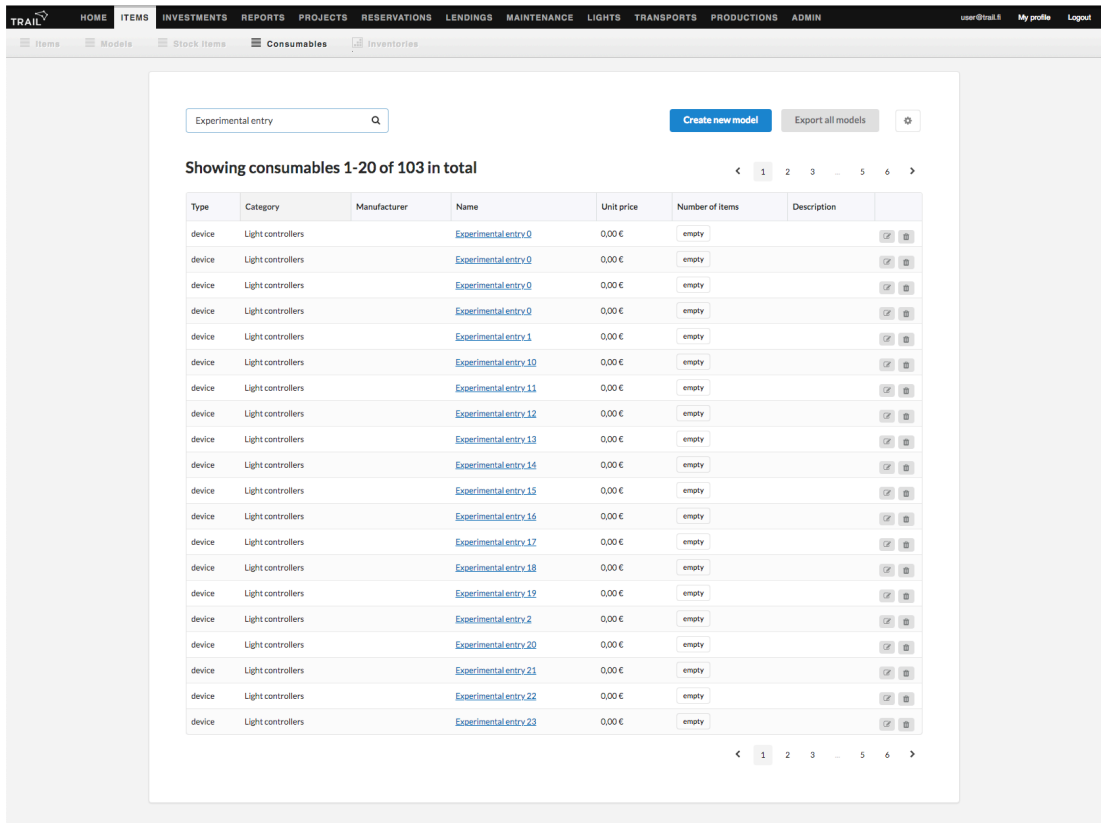 TRAIL HOME ITEMS INVESTMENTS REPORTS PROJECTS RESERVATIONS LENDINGS MAINTENANCE LIGHTS TRANSPORTS PRODUCTIONS ADMIN user@trail.fi My profile Logout
Items Models Stock Items Consumables Inventories
Experimental entry Create new model Export all models
Showing consumables 1-20 of 103 in total < 1 2 3 ... 5 6 >
Type Category Manufacturer Name Unit price Number of items Description
device Light controllers Experimental entry 0 0,00 € empty
device Light controllers Experimental entry 0 0,00 € empty
device Light controllers Experimental entry 0 0,00 € empty
device Light controllers Experimental entry 0 0,00 € empty
device Light controllers Experimental entry 1 0,00 € empty
device Light controllers Experimental entry 10 0,00 € empty
device Light controllers Experimental entry 11 0,00 € empty
device Light controllers Experimental entry 12 0,00 € empty
device Light controllers Experimental entry 13 0,00 € empty
device Light controllers Experimental entry 14 0,00 € empty
device Light controllers Experimental entry 15 0,00 € empty
device Light controllers Experimental entry 16 0,00 € empty
device Light controllers Experimental entry 17 0,00 € empty
device Light controllers Experimental entry 18 0,00 € empty
device Light controllers Experimental entry 19 0,00 € empty
device Light controllers Experimental entry 2 0,00 € empty
device Light controllers Experimental entry 20 0,00 € empty
device Light controllers Experimental entry 21 0,00 € empty
device Light controllers Experimental entry 22 0,00 € empty
device Light controllers Experimental entry 23 0,00 € empty
< 1 2 3 ... 5 6 >